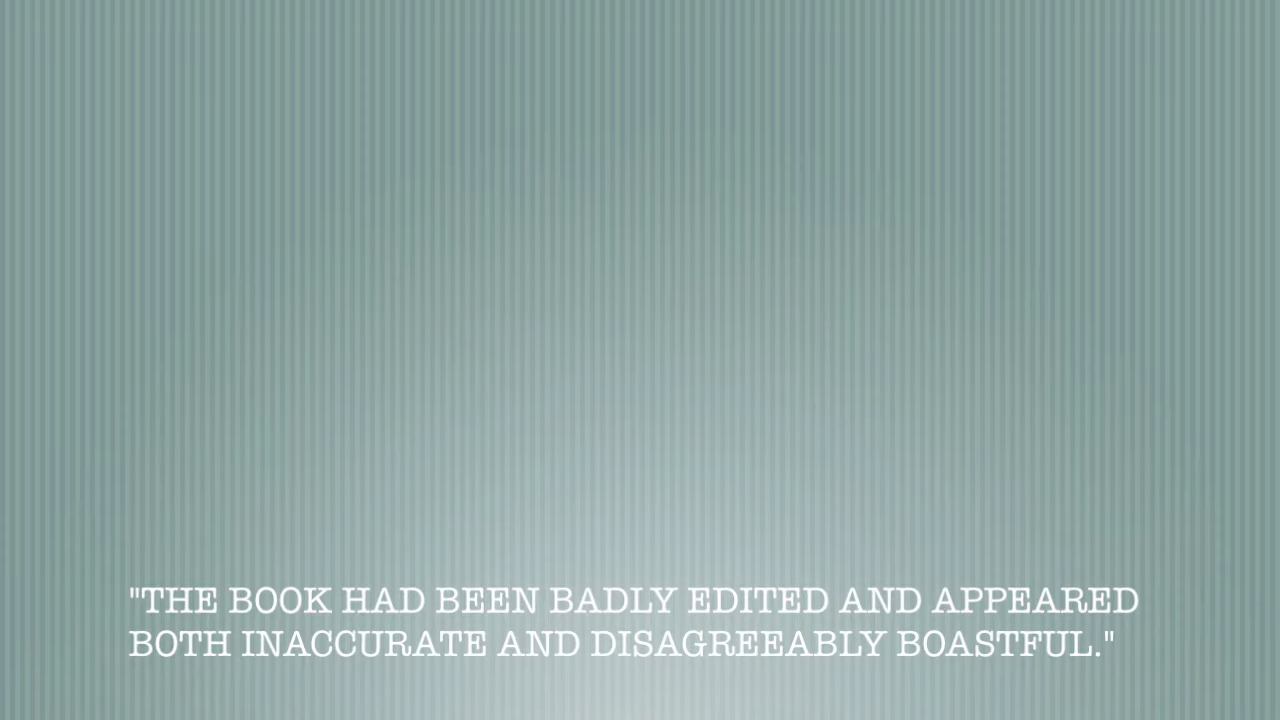 "THE BOOK HAD BEEN BADLY EDITED AND APPEARED
BOTH INACCURATE AND DISAGREEABLY BOASTFUL."